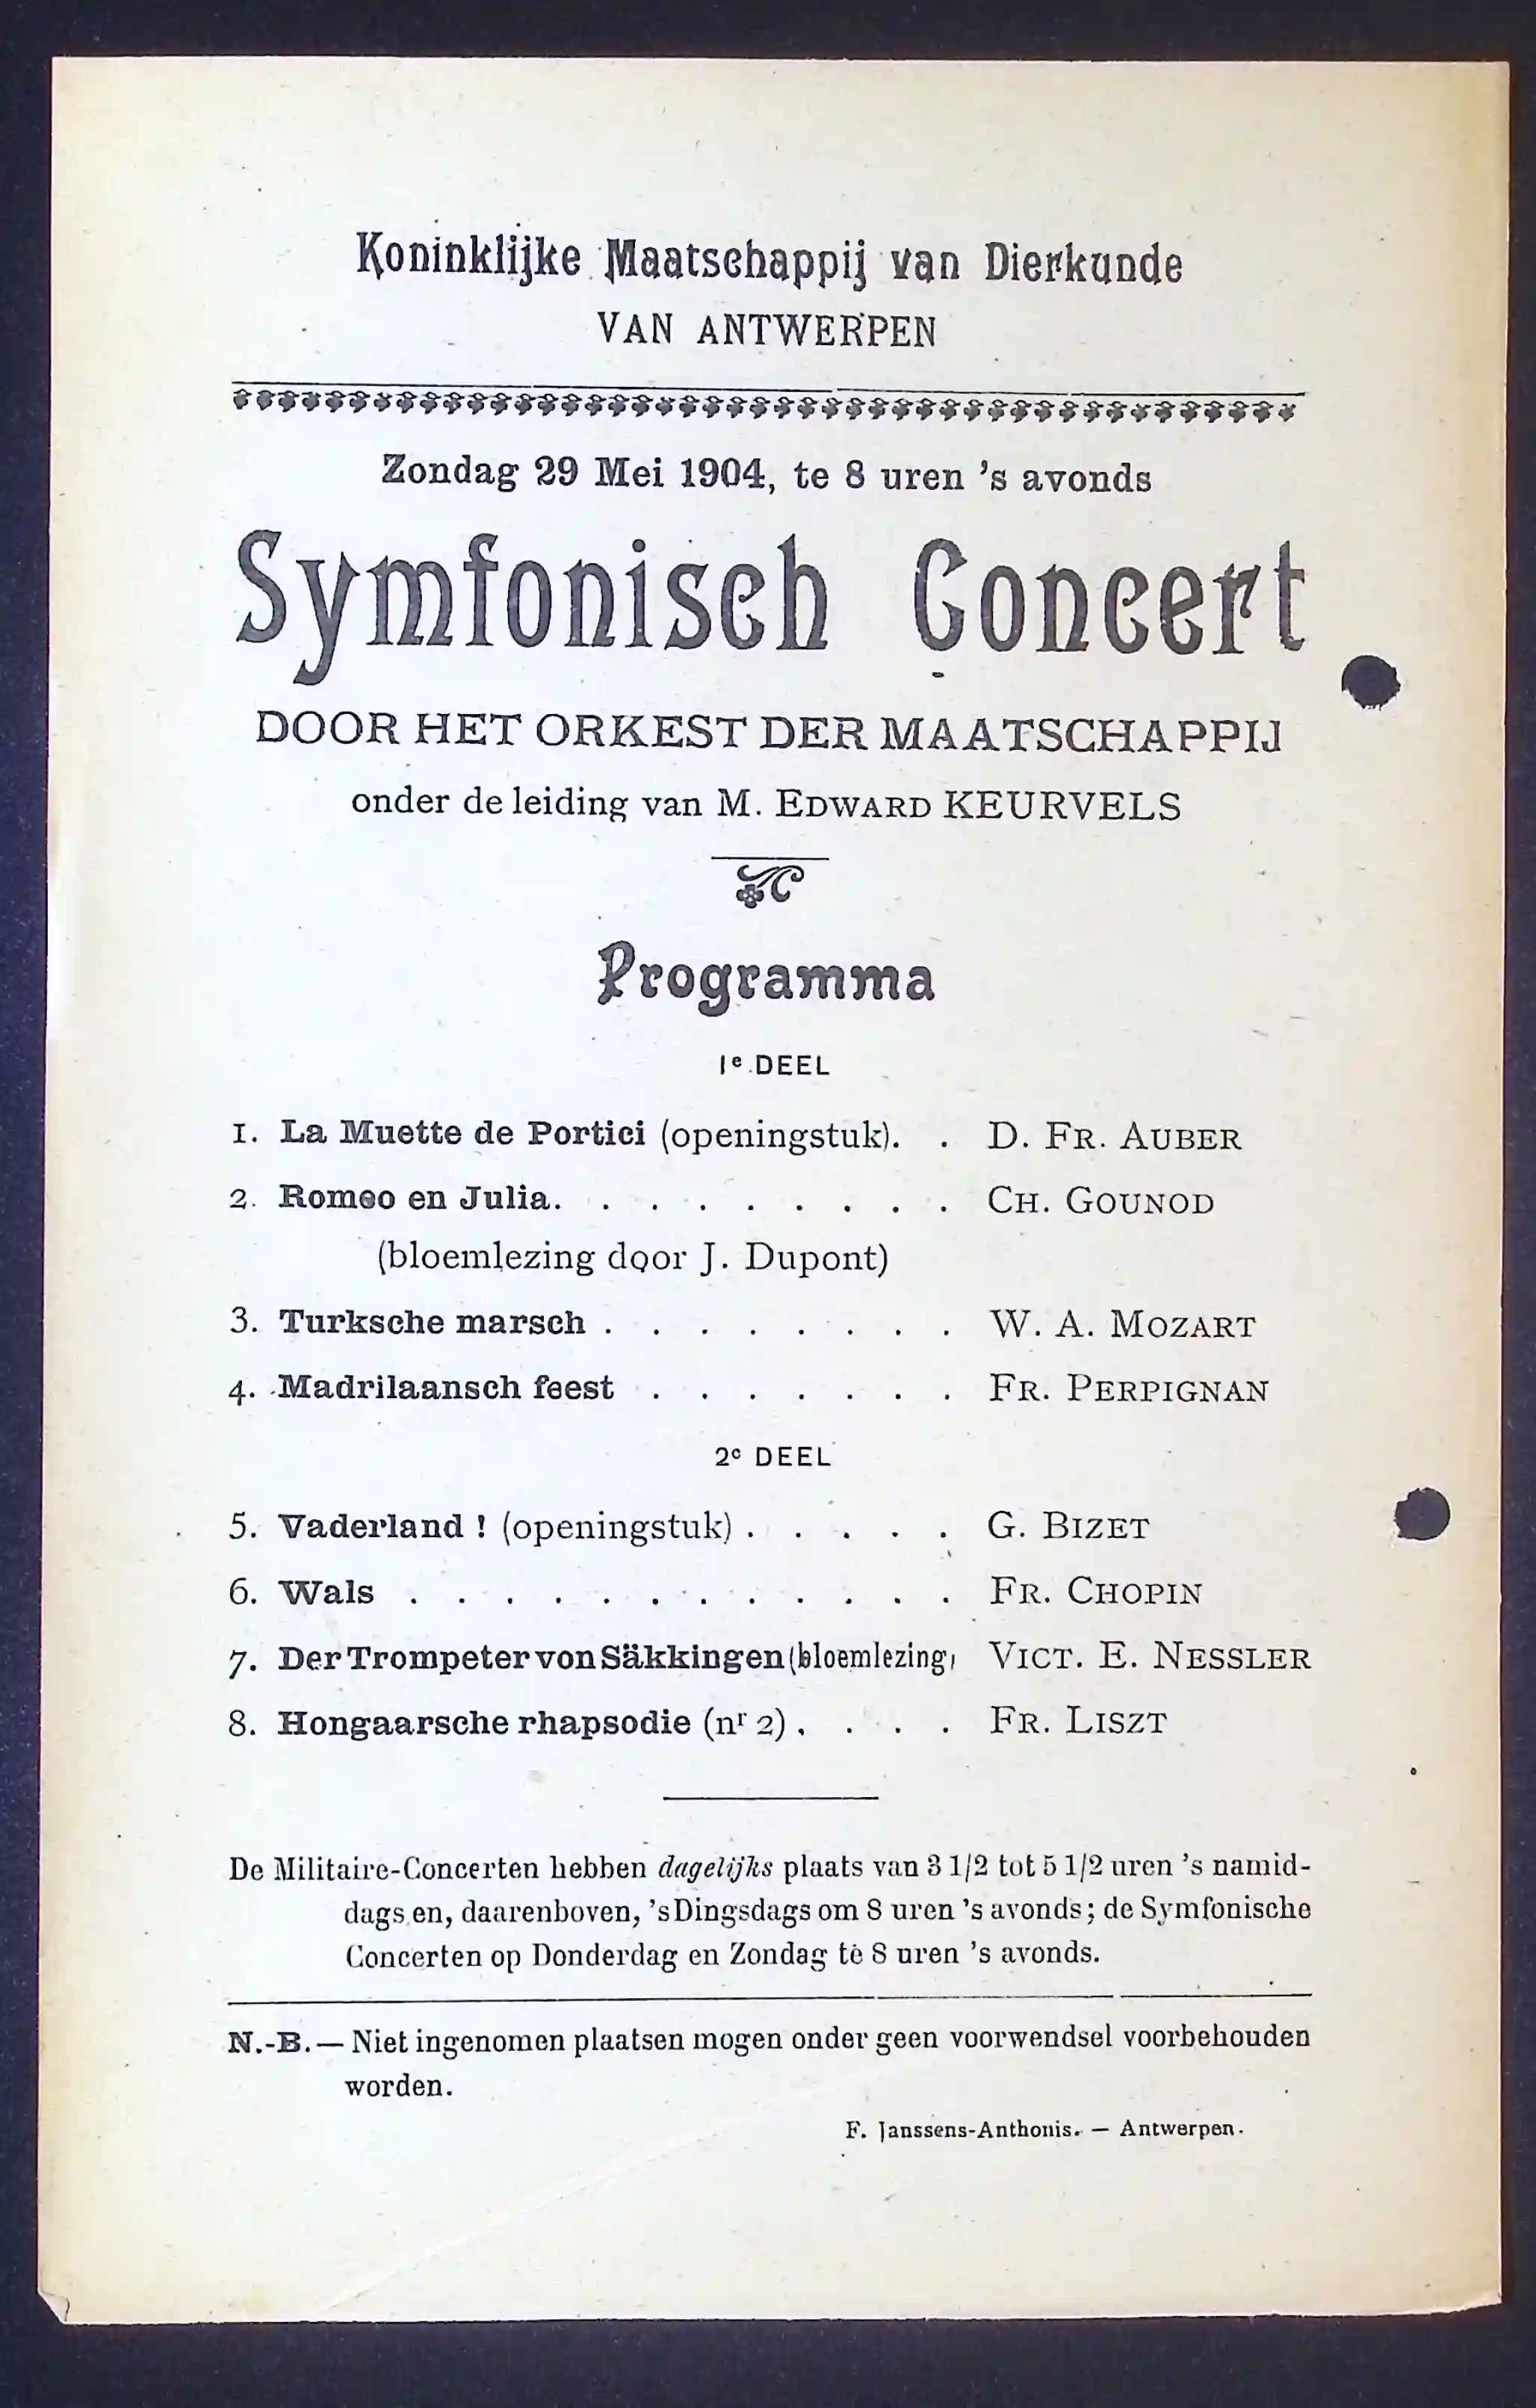 Koninklijke Maatschappij van Dierkunde
VAN ANTWERPEN
Zondag 29 Mei 1904, te 8 uren 's avonds
Symfonisch Concert
DOOR HET ORKEST DER MAATSCHAPPIJ
onder de leiding van M. EDWARD KEURVELS
Programma
1e DEEL
1. La Muette de Portici (openingstuk). . D. FR. AUBER
2. Romeo en Julia. . . . . . . . . CH. GOUNOD
(bloemlezing door J. Dupont)
3. Turksche marsch . . . . . . . . W. A. MOZART
4. Madrilaansch feest . . . . . . . FR. PERPIGNAN
2e DEEL
5. Vaderland ! (openingstuk) . . . . . G. BIZET
6. Wals . . . . . . . . . . . . FR. CHOPIN
7. Der Trompeter von Säkkingen (bloemlezing) VICT. E. NESSLER
8. Hongaarsche rhapsodie (nr 2) . . . . FR. LISZT
De Militaire-Concerten hebben dagelijks plaats van 3 1/2 tot 5 1/2 uren 's namid-
dags en, daarenboven, 's Dingsdags om 8 uren 's avonds; de Symfonische
Concerten op Donderdag en Zondag te 8 uren 's avonds.
N.-B. — Niet ingenomen plaatsen mogen onder geen voorwendsel voorbehouden
worden.
F. Janssens-Anthonis. — Antwerpen.